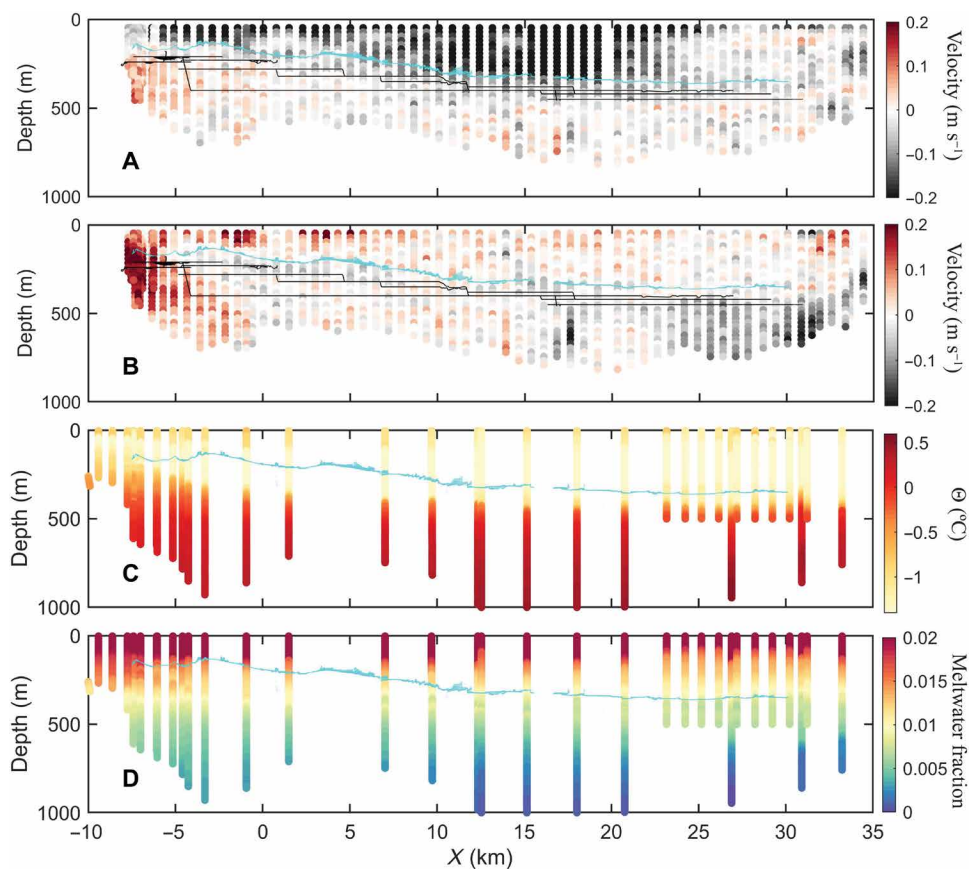 0
500
1000
Depth (m)
A
0.2
0.1
0
−0.1
−0.2
Velocity (m s⁻¹)
0
500
1000
Depth (m)
B
0.2
0.1
0
−0.1
−0.2
Velocity (m s⁻¹)
0
500
1000
Depth (m)
C
0.5
0
−0.5
−1
Θ (°C)
0
500
1000
Depth (m)
D
0.02
0.015
0.01
0.005
0
Meltwater fraction
−10 −5 0 5 10 15 20 25 30 35
X (km)